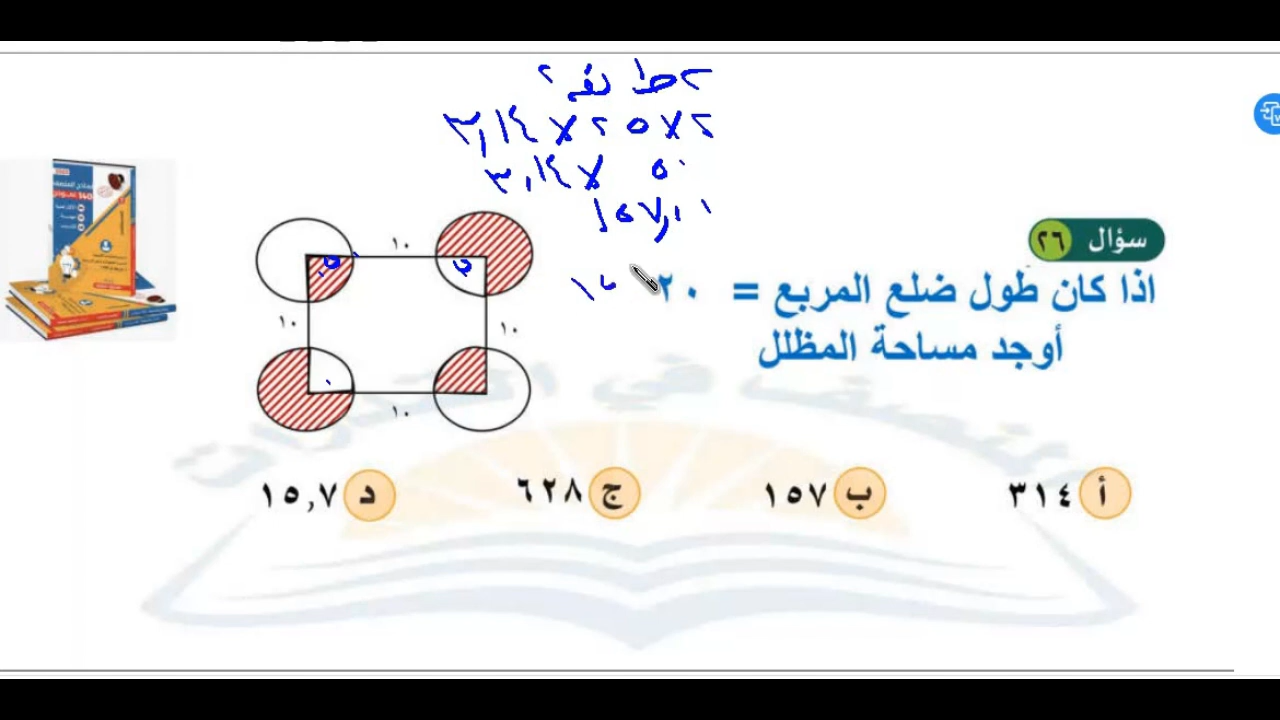 ٢ط نق٢
٢ × ٢٥ × ٣,١٤
٥٠ × ٣,١٤
١٥٧,٠٠
سؤال ٢٦
اذا كان طول ضلع المربع = ٢٠
أوجد مساحة المظلل
١٠
٥ ٥
١٠ ١٠
١٠
أ ٣١٤
ب ١٥٧
ج ٦٢٨
د ١٥,٧